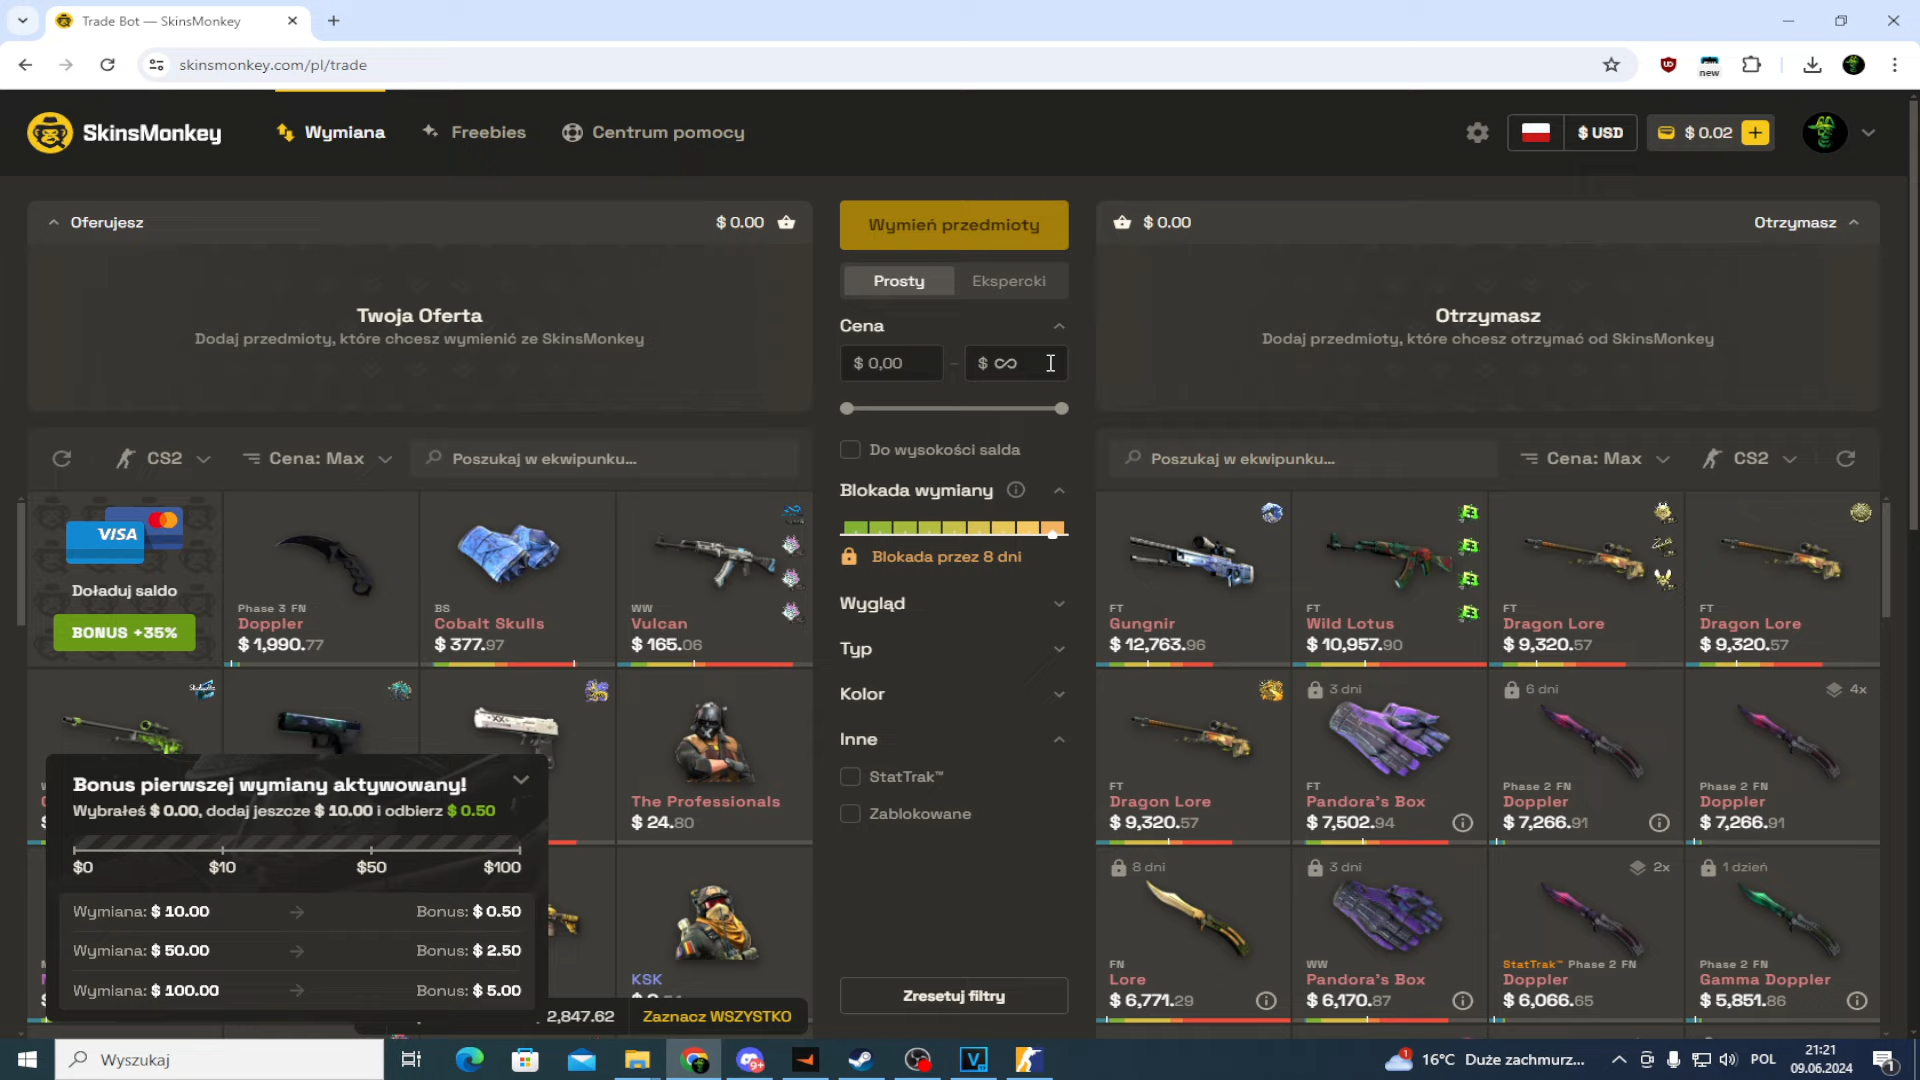 Trade Bot — SkinsMonkey
skinsmonkey.com/pl/trade
new
SkinsMonkey
Wymiana
Freebies
Centrum pomocy
$ USD
$ 0.02
Oferujesz
$ 0.00
Twoja Oferta
Dodaj przedmioty, które chcesz wymienić ze SkinsMonkey
Wymień przedmioty
Prosty
Ekspercki
Cena
$ 0,00
–
$ ∞
Do wysokości salda
Blokada wymiany
Blokada przez 8 dni
Wygląd
Typ
Kolor
Inne
StatTrak™
Zablokowane
Zresetuj filtry
$ 0.00
Otrzymasz
Otrzymasz
Dodaj przedmioty, które chcesz otrzymać od SkinsMonkey
CS2
Cena: Max
Poszukaj w ekwipunku...
VISA
Doładuj saldo
BONUS +35%
Phase 3 FN
Doppler
$ 1,990.77
BS
Cobalt Skulls
$ 377.97
WW
Vulcan
$ 165.06
The Professionals
$ 24.80
KSK
2,847.62
Zaznacz WSZYSTKO
Bonus pierwszej wymiany aktywowany!
Wybrałeś $ 0.00, dodaj jeszcze $ 10.00 i odbierz $ 0.50
$0
$10
$50
$100
Wymiana: $ 10.00
Bonus: $ 0.50
Wymiana: $ 50.00
Bonus: $ 2.50
Wymiana: $ 100.00
Bonus: $ 5.00
Poszukaj w ekwipunku...
Cena: Max
CS2
FT
Gungnir
$ 12,763.96
E3
E3
E3
E3
FT
Wild Lotus
$ 10,957.90
FT
Dragon Lore
$ 9,320.57
FT
Dragon Lore
$ 9,320.57
FT
Dragon Lore
$ 9,320.57
3 dni
FT
Pandora's Box
$ 7,502.94
6 dni
Phase 2 FN
Doppler
$ 7,266.91
4x
Phase 2 FN
Doppler
$ 7,266.91
8 dni
FN
Lore
$ 6,771.29
3 dni
WW
Pandora's Box
$ 6,170.87
2x
StatTrak™ Phase 2 FN
Doppler
$ 6,066.65
1 dzień
Phase 2 FN
Gamma Doppler
$ 5,851.86
Wyszukaj
9+
1
16°C
Duże zachmurz...
POL
21:21
09.06.2024
1